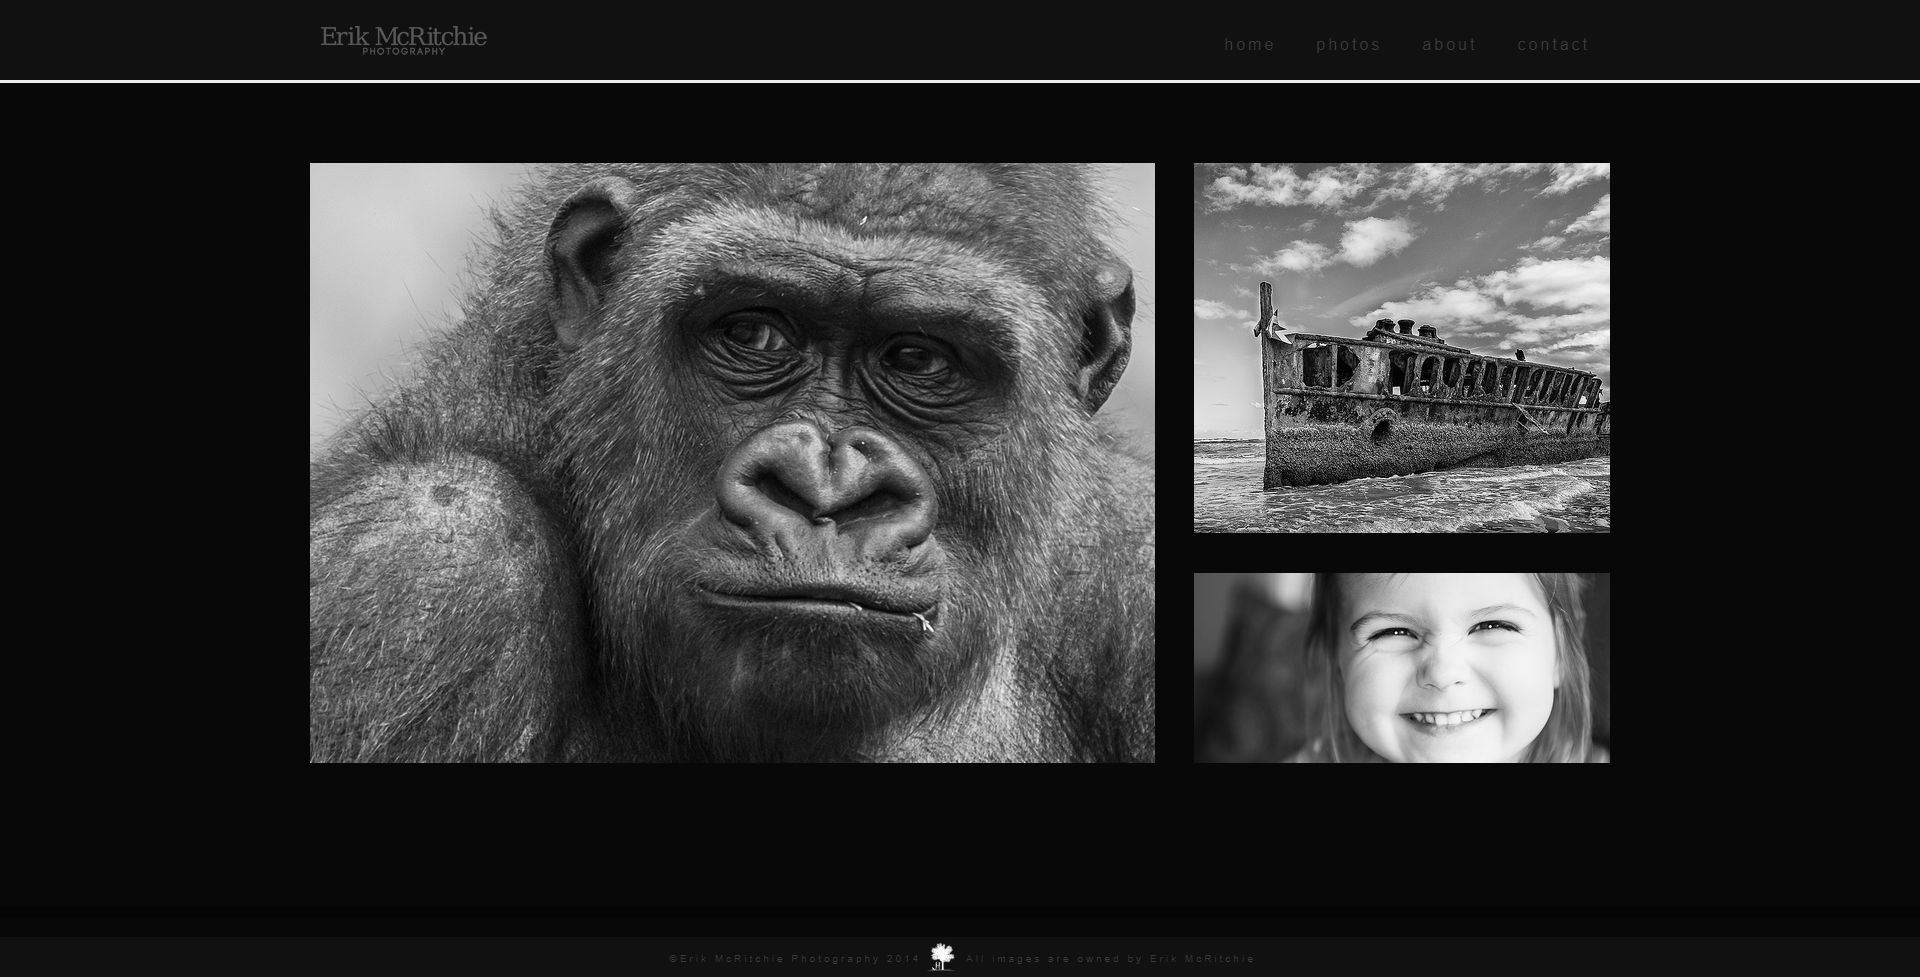 Erik McRitchie
PHOTOGRAPHY
home photos about contact
©Erik McRitchie Photography 2014 All images are owned by Erik McRitchie